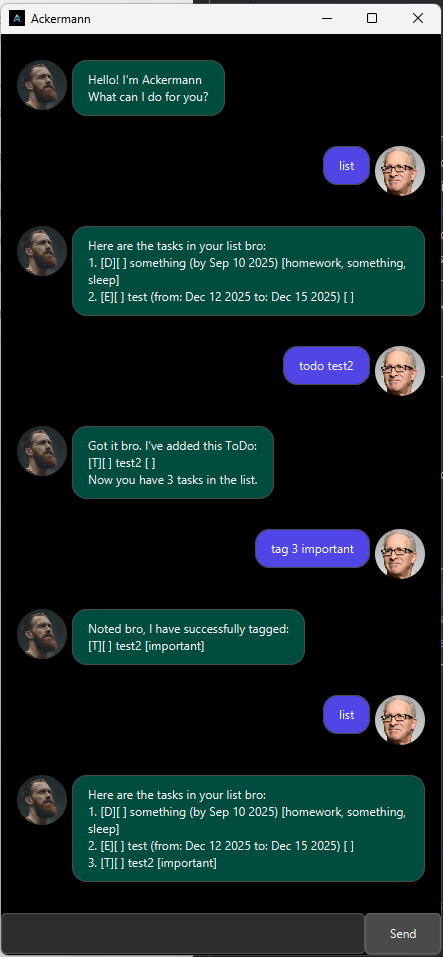 Ackermann
Hello! I'm Ackermann
What can I do for you?
list
Here are the tasks in your list bro:
1. [D][ ] something (by Sep 10 2025) [homework, something,
sleep]
2. [E][ ] test (from: Dec 12 2025 to: Dec 15 2025) [ ]
todo test2
Got it bro. I've added this ToDo:
[T][ ] test2 [ ]
Now you have 3 tasks in the list.
tag 3 important
Noted bro, I have successfully tagged:
[T][ ] test2 [important]
list
Here are the tasks in your list bro:
1. [D][ ] something (by Sep 10 2025) [homework, something,
sleep]
2. [E][ ] test (from: Dec 12 2025 to: Dec 15 2025) [ ]
3. [T][ ] test2 [important]
Send